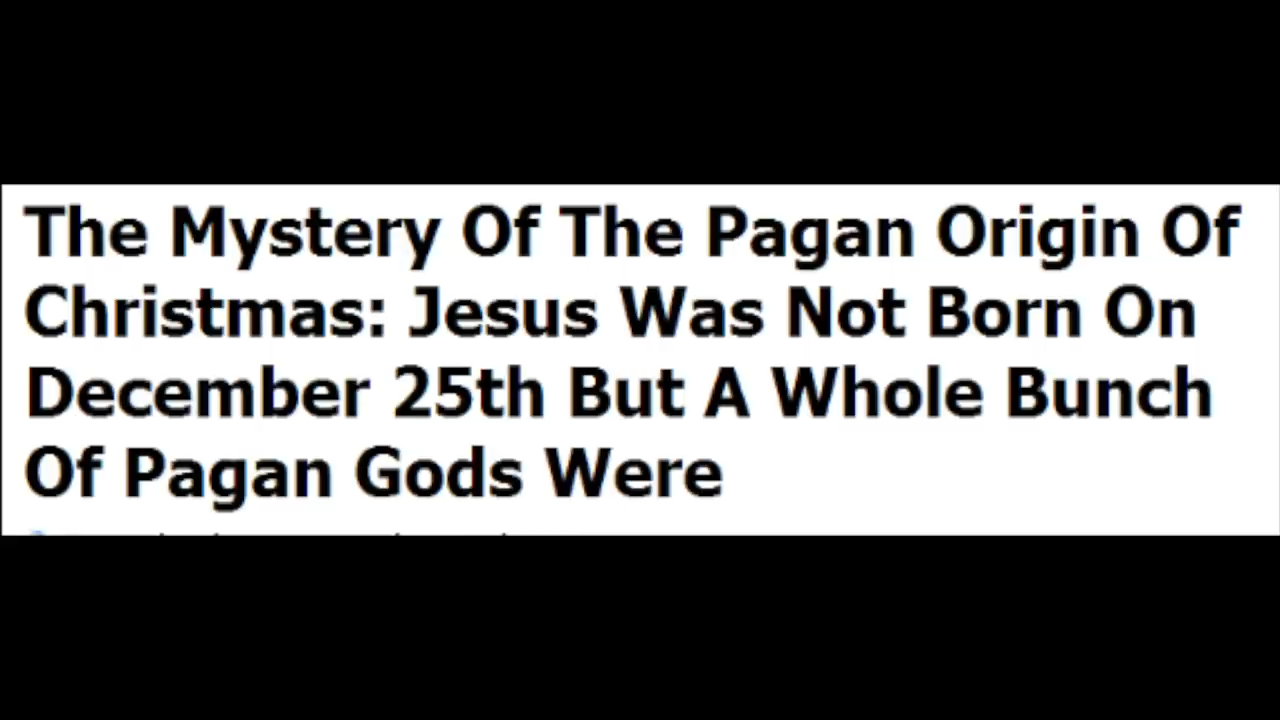 The Mystery Of The Pagan Origin Of
Christmas: Jesus Was Not Born On
December 25th But A Whole Bunch
Of Pagan Gods Were